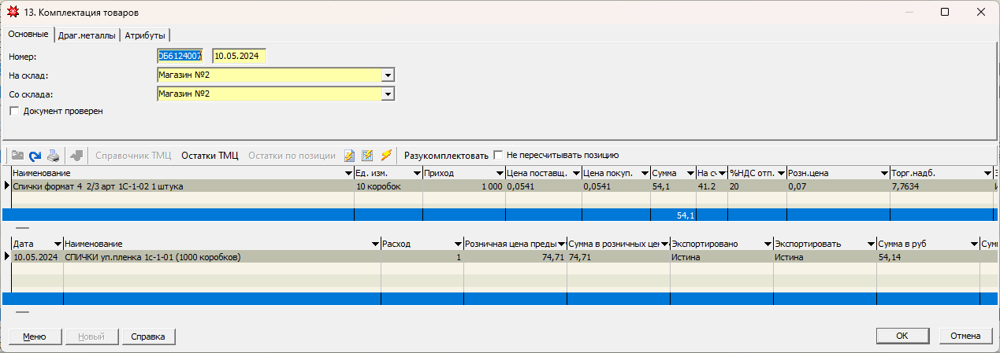 13. Комплектация товаров
Основные Драг.металлы Атрибуты
Номер: ОБ6124007 10.05.2024
На склад: Магазин №2
Со склада: Магазин №2
Документ проверен
Справочник ТМЦ Остатки ТМЦ Остатки по позиции Разукомплектовать Не пересчитывать позицию
Наименование Ед. изм. Приход Цена поставщ. Цена покуп. Сумма На сч %НДС отп. Розн.цена Торг.надб.
Спички формат 4 2/3 арт 1С-1-02 1 штука 10 коробок 1 000 0,0541 0,0541 54,1 41.2 20 0,07 7,7634
54,1
Дата Наименование Расход Розничная цена преды Сумма в розничных цен Экспортировано Экспортировать Сумма в руб Сум
10.05.2024 СПИЧКИ уп.пленка 1с-1-01 (1000 коробков) 1 74,71 74,71 Истина Истина 54,14
Меню Новый Справка ОК Отмена